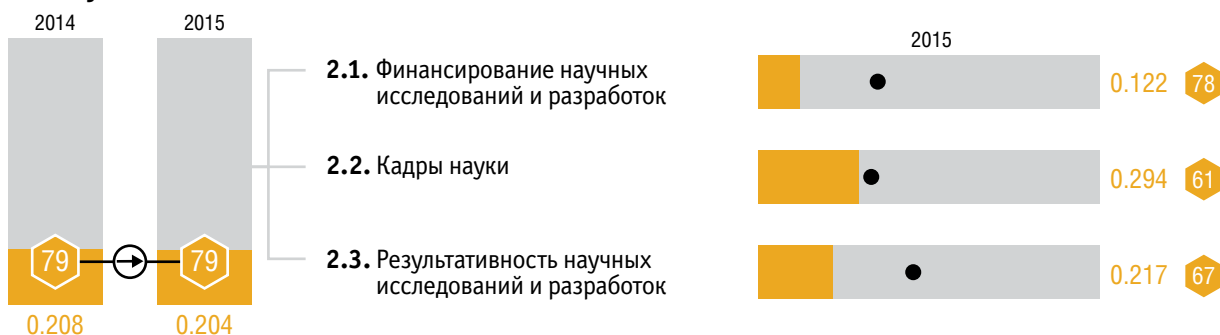 2014
2015
79
79
0.208
0.204
2.1. Финансирование научных
исследований и разработок
2.2. Кадры науки
2.3. Результативность научных
исследований и разработок
2015
0.122
78
0.294
61
0.217
67